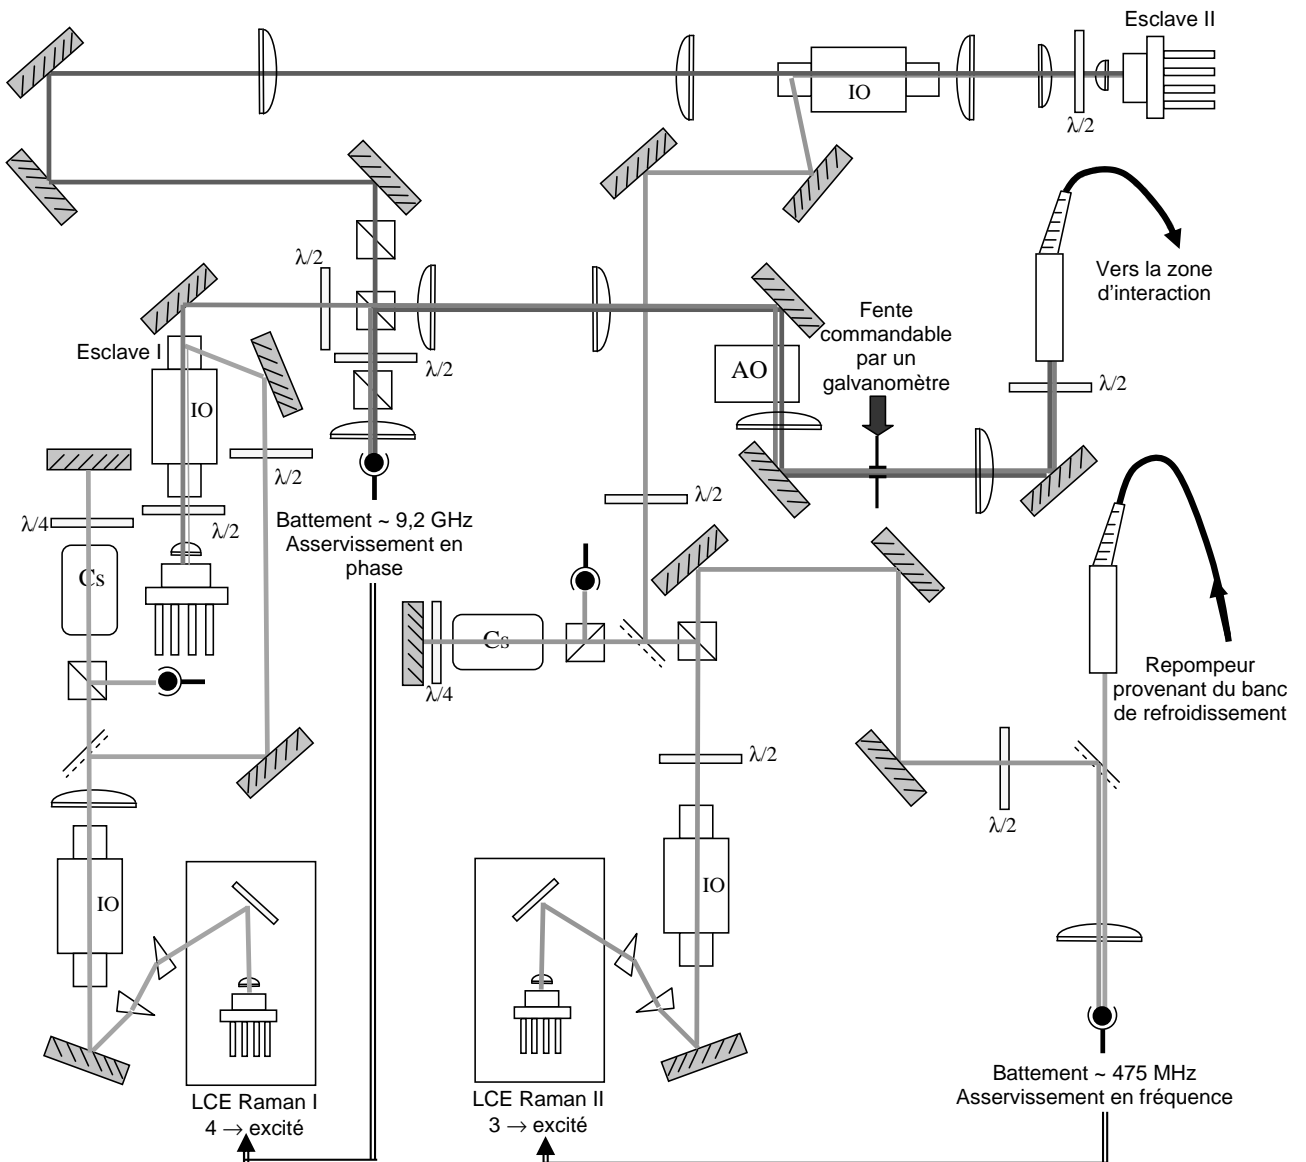 Esclave II
IO
λ/2
λ/2
Vers la zone
d'interaction
Fente
commandable
par un
galvanomètre
Esclave I
λ/2
AO
λ/2
IO
λ/2
λ/2
λ/4
λ/2
Battement ~ 9,2 GHz
Asservissement en
phase
Cs
Cs
λ/4
Repompeur
provenant du banc
de refroidissement
λ/2
λ/2
IO
IO
LCE Raman I
4 → excité
LCE Raman II
3 → excité
Battement ~ 475 MHz
Asservissement en fréquence